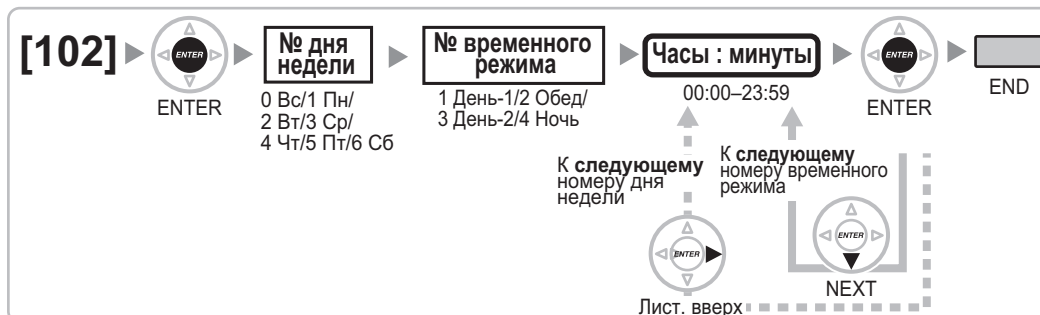 [102]
ENTER
ENTER
№ дня
недели
0 Вс/1 Пн/
2 Вт/3 Ср/
4 Чт/5 Пт/6 Сб
№ временного
режима
1 День-1/2 Обед/
3 День-2/4 Ночь
Часы : минуты
00:00–23:59
ENTER
ENTER
END
К следующему
номеру дня
недели
ENTER
Лист. вверх
К следующему
номеру временного
режима
ENTER
NEXT